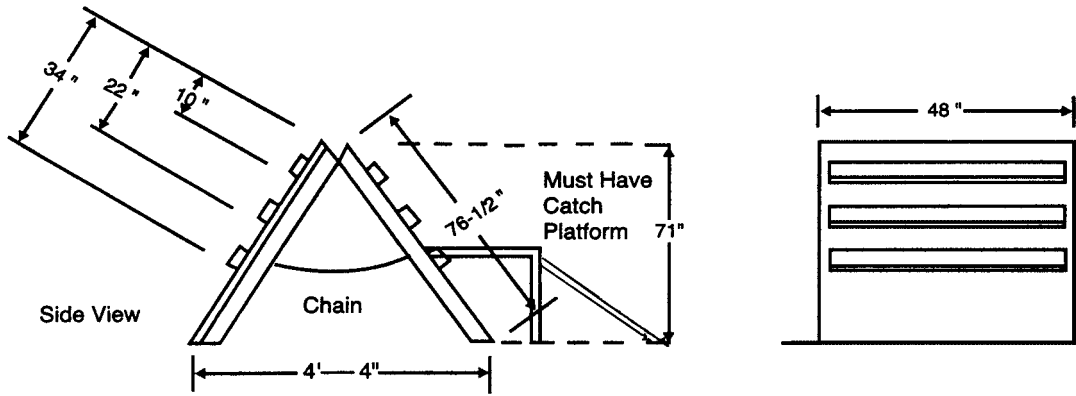 34 "
22 "
10 "
76-1/2 "
Must Have
Catch
Platform
71"
48 "
Side View
Chain
4' — 4"